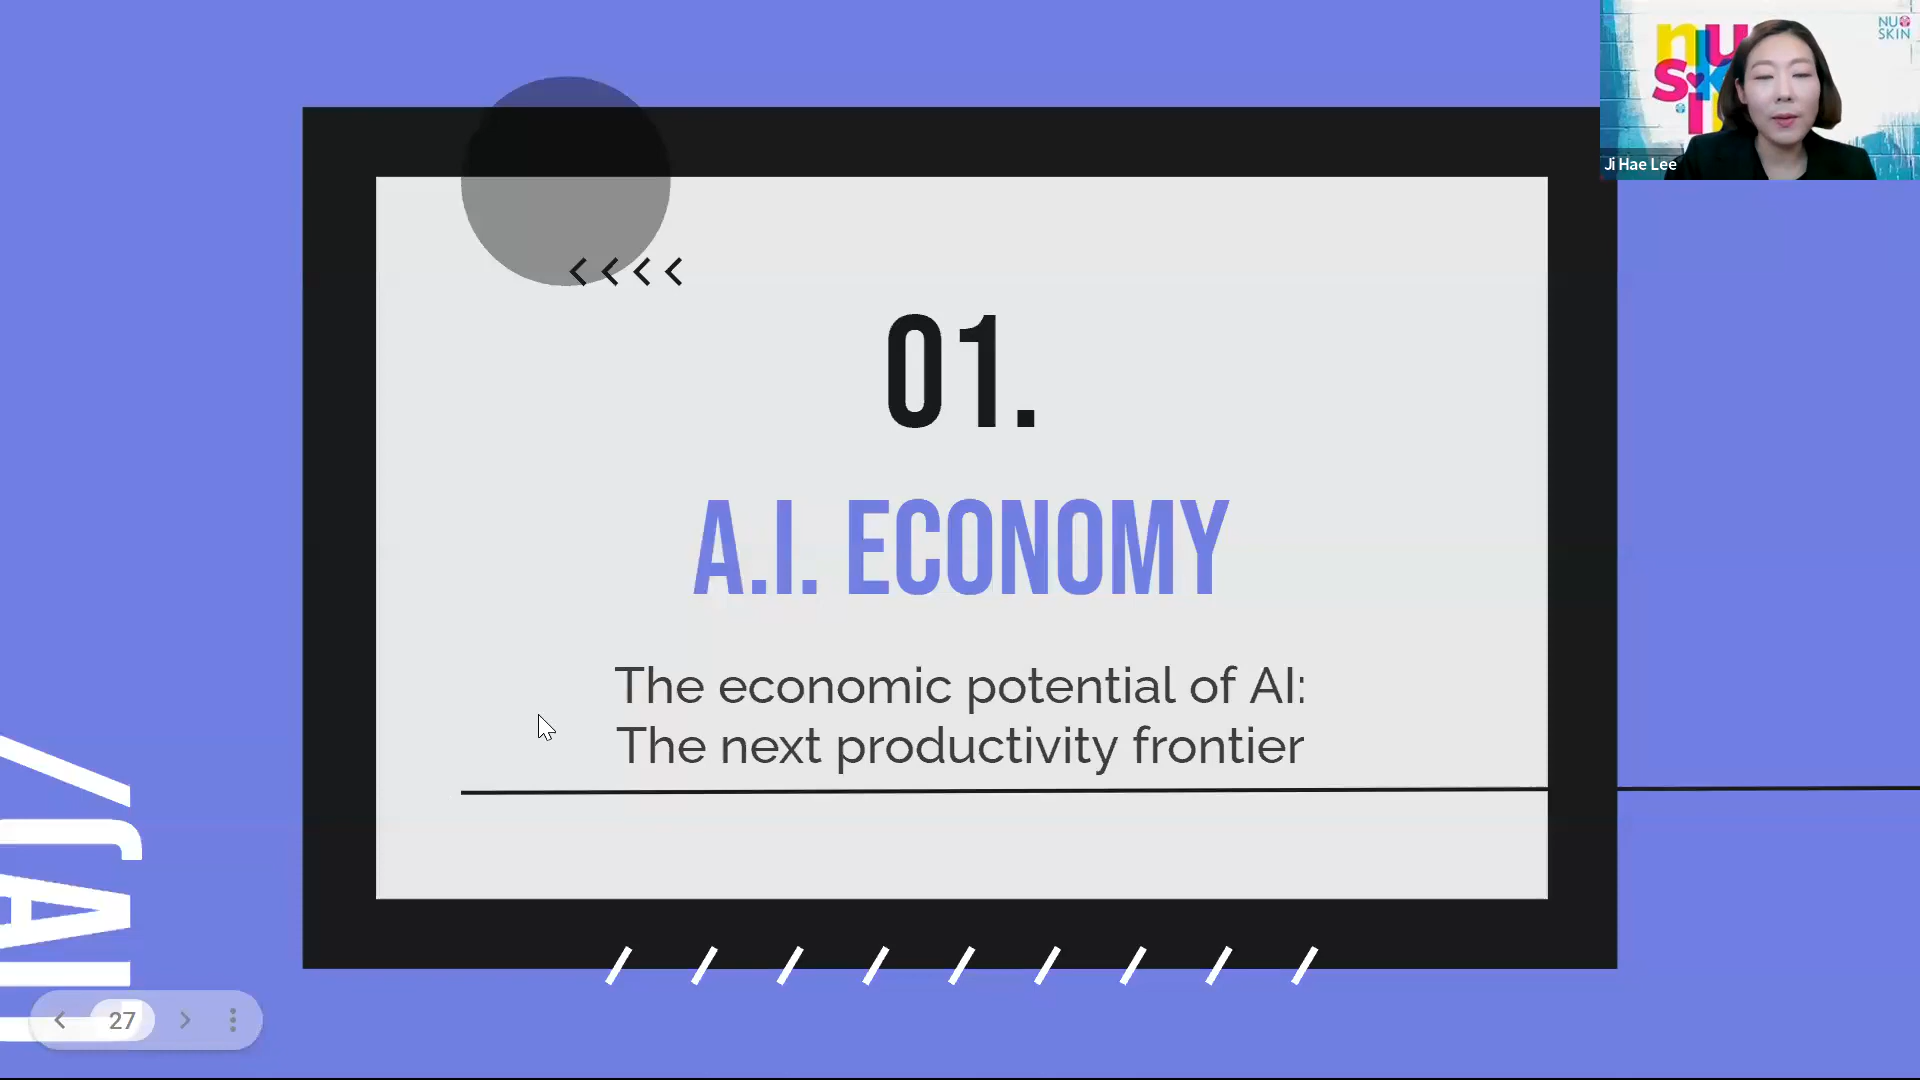 NU SKIN
Ji Hae Lee
01.
A.I. ECONOMY
The economic potential of AI:
The next productivity frontier
27